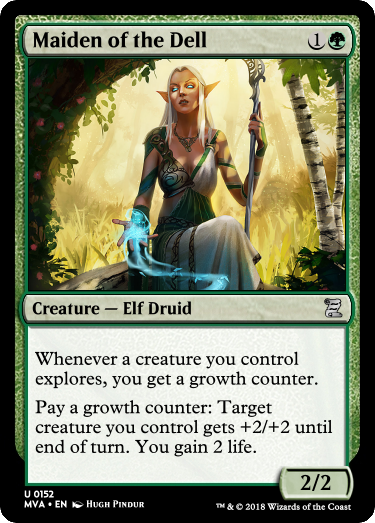 Maiden of the Dell 1
Creature — Elf Druid
Whenever a creature you control
explores, you get a growth counter.
Pay a growth counter: Target
creature you control gets +2/+2 until
end of turn. You gain 2 life.
2/2
U 0152
MVA • EN Hugh Pindur
™ & © 2018 Wizards of the Coast